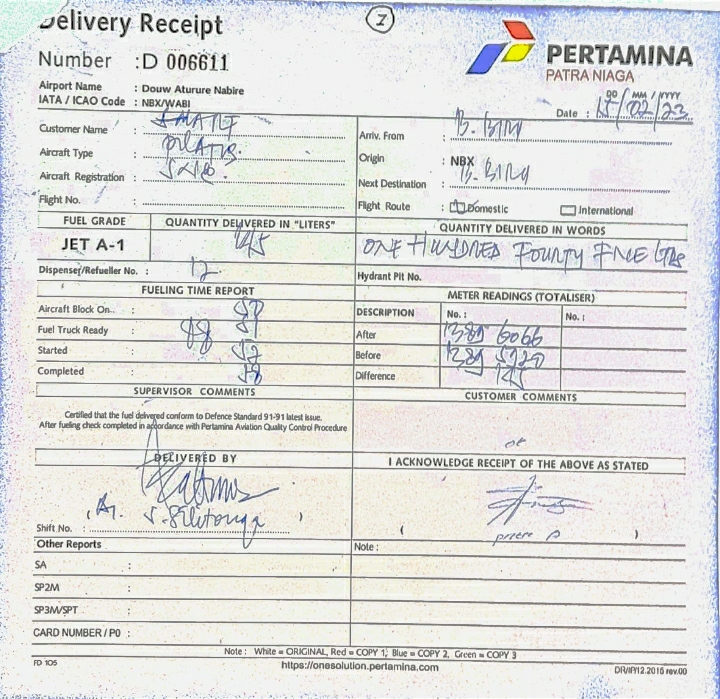 Delivery Receipt
1
PERTAMINA
PATRA NIAGA
Number : D 006611
Airport Name : Douw Aturure Nabire
IATA / ICAO Code : NBX/WABI
DD / MM / YYYY
Date : 15/02/23
Customer Name :
Arriv. From : B. BIRU
Aircraft Type :
Origin : NBX
Aircraft Registration :
Next Destination :
Flight No. :
Flight Route : Domestic International
FUEL GRADE QUANTITY DELIVERED IN "LITERS" QUANTITY DELIVERED IN WORDS
JET A-1 145 ONE HUNDRED FOURTY FIVE LTRS
Dispenser/Refueller No. : 12
Hydrant Pit No.
FUELING TIME REPORT METER READINGS (TOTALISER)
Aircraft Block On..
DESCRIPTION No. : No. :
Fuel Truck Ready :
After
Started :
Before
Completed :
Difference
SUPERVISOR COMMENTS CUSTOMER COMMENTS
Certified that the fuel delivered conform to Defence Standard 91-91 latest issue.
After fueling check completed in accordance with Pertamina Aviation Quality Control Procedure
DELIVERED BY I ACKNOWLEDGE RECEIPT OF THE ABOVE AS STATED
Shift No. :
Other Reports
Note :
SA :
SP2M :
SP3M/SPT :
CARD NUMBER / PO :
Note : White = ORIGINAL, Red = COPY 1, Blue = COPY 2, Green = COPY 3
FD 105 https://onesolution.pertamina.com DR/IP/12.2015 rev.00